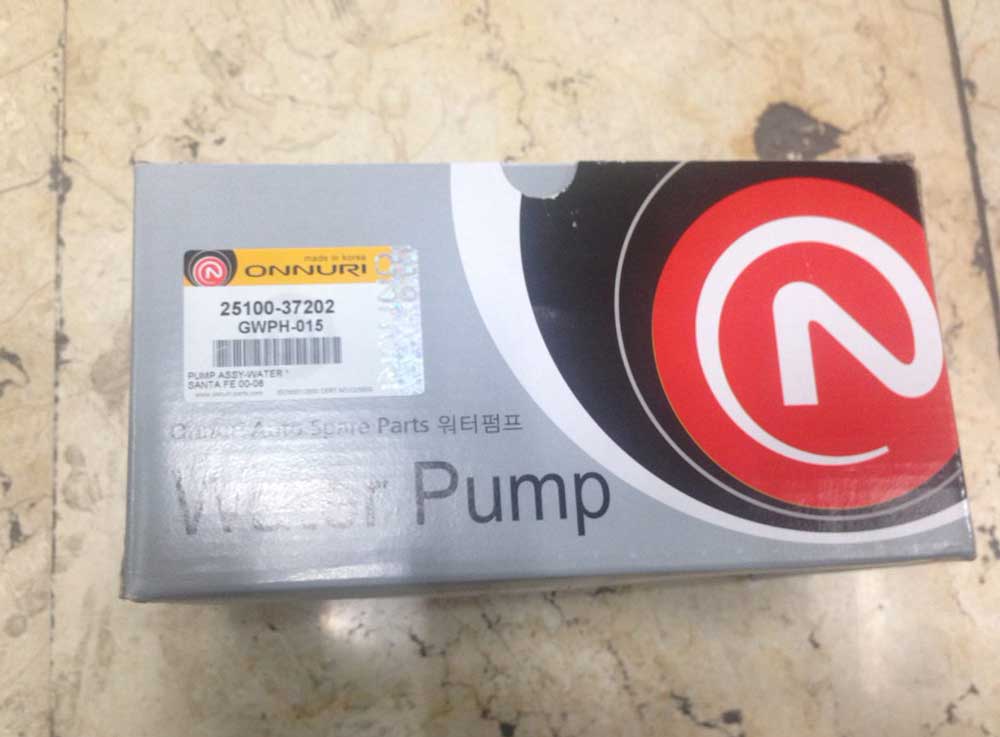 made in korea
ONNURI
25100-37202
GWPH-015
PUMP ASSY-WATER *
SANTA FE 00-06
Auto Spare Parts 워터펌프
Water Pump